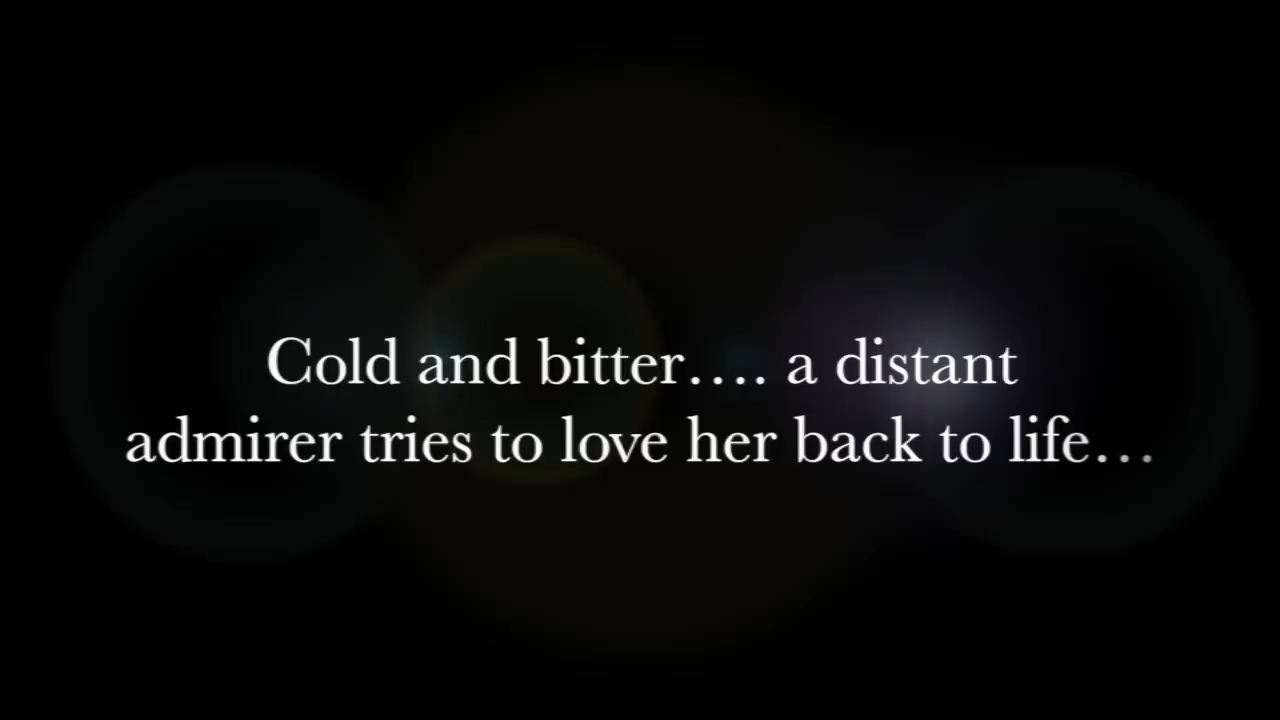 Cold and bitter…. a distant
admirer tries to love her back to life…